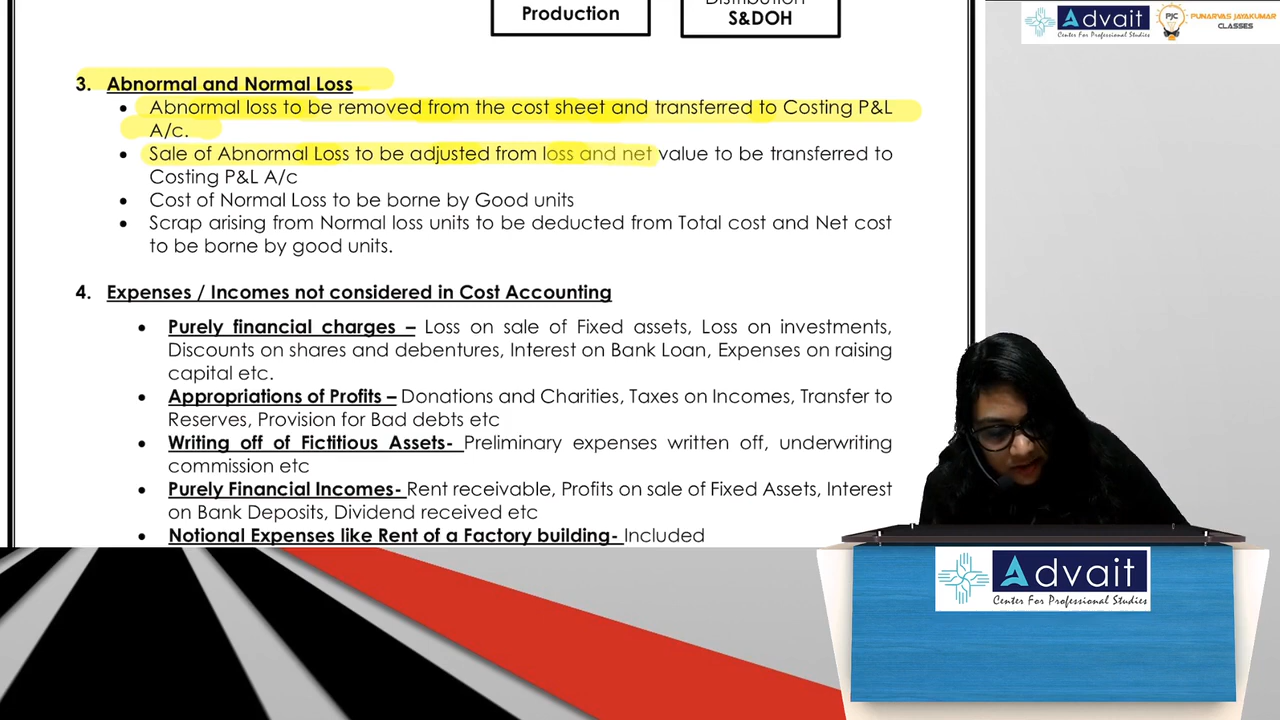 Production
Distribution
S&DOH
Advait
Center For Professional Studies
PJC
PUNARVAS JAYAKUMAR
CLASSES
3. Abnormal and Normal Loss
• Abnormal loss to be removed from the cost sheet and transferred to Costing P&L
A/c.
• Sale of Abnormal Loss to be adjusted from loss and net value to be transferred to
Costing P&L A/c
• Cost of Normal Loss to be borne by Good units
• Scrap arising from Normal loss units to be deducted from Total cost and Net cost
to be borne by good units.
4. Expenses / Incomes not considered in Cost Accounting
• Purely financial charges – Loss on sale of Fixed assets, Loss on investments,
Discounts on shares and debentures, Interest on Bank Loan, Expenses on raising
capital etc.
• Appropriations of Profits – Donations and Charities, Taxes on Incomes, Transfer to
Reserves, Provision for Bad debts etc
• Writing off of Fictitious Assets- Preliminary expenses written off, underwriting
commission etc
• Purely Financial Incomes- Rent receivable, Profits on sale of Fixed Assets, Interest
on Bank Deposits, Dividend received etc
• Notional Expenses like Rent of a Factory building- Included
Advait
Center For Professional Studies